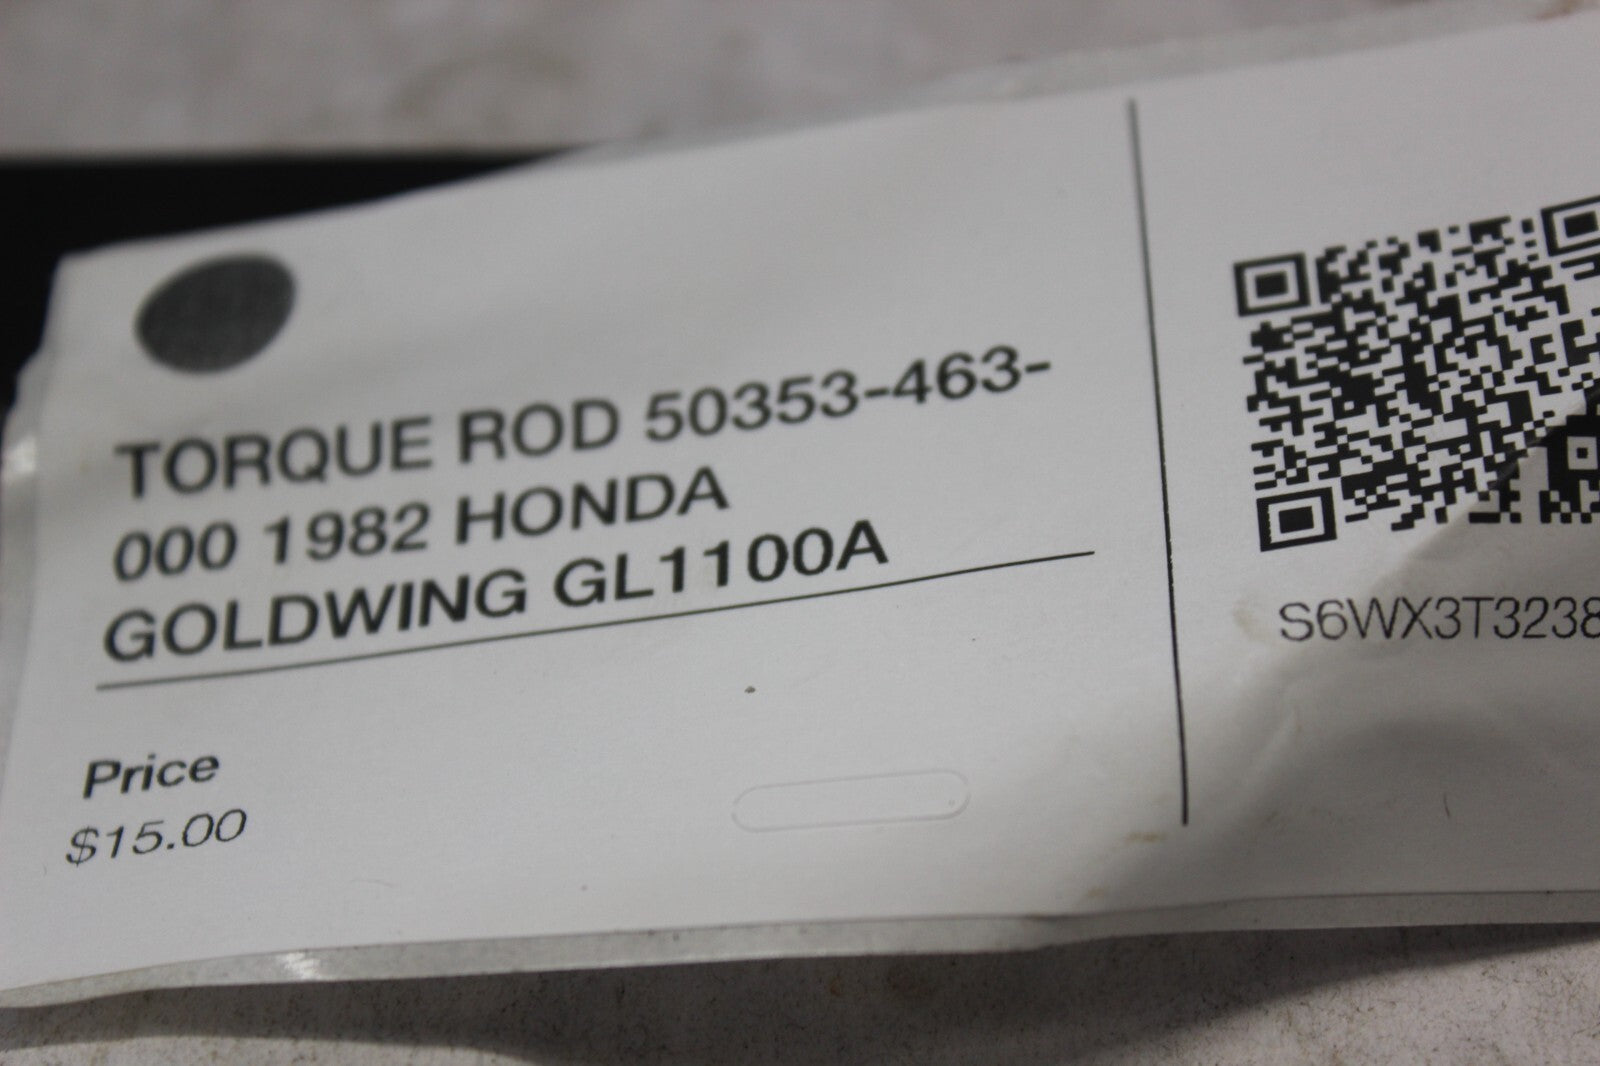 TORQUE ROD 50353-463-
000 1982 HONDA
GOLDWING GL1100A
Price
$15.00
S6WX3T3238